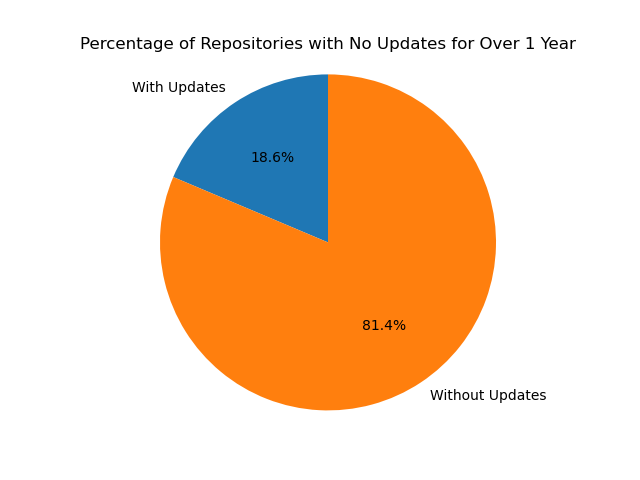 Percentage of Repositories with No Updates for Over 1 Year
With Updates
18.6%
81.4%
Without Updates